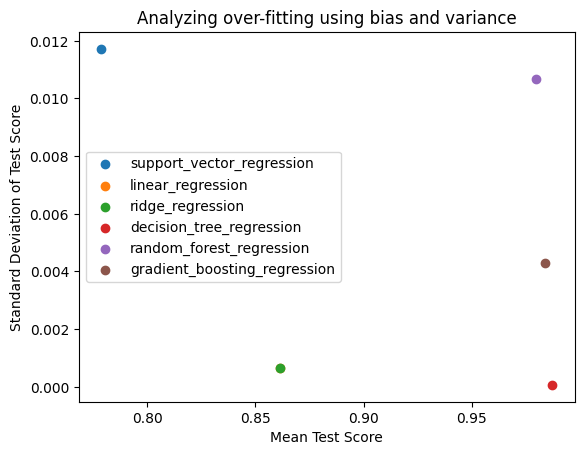 Analyzing over-fitting using bias and variance
0.012
0.010
0.008
0.006
0.004
0.002
0.000
Standard Deviation of Test Score
support_vector_regression
linear_regression
ridge_regression
decision_tree_regression
random_forest_regression
gradient_boosting_regression
0.80 0.85 0.90 0.95
Mean Test Score